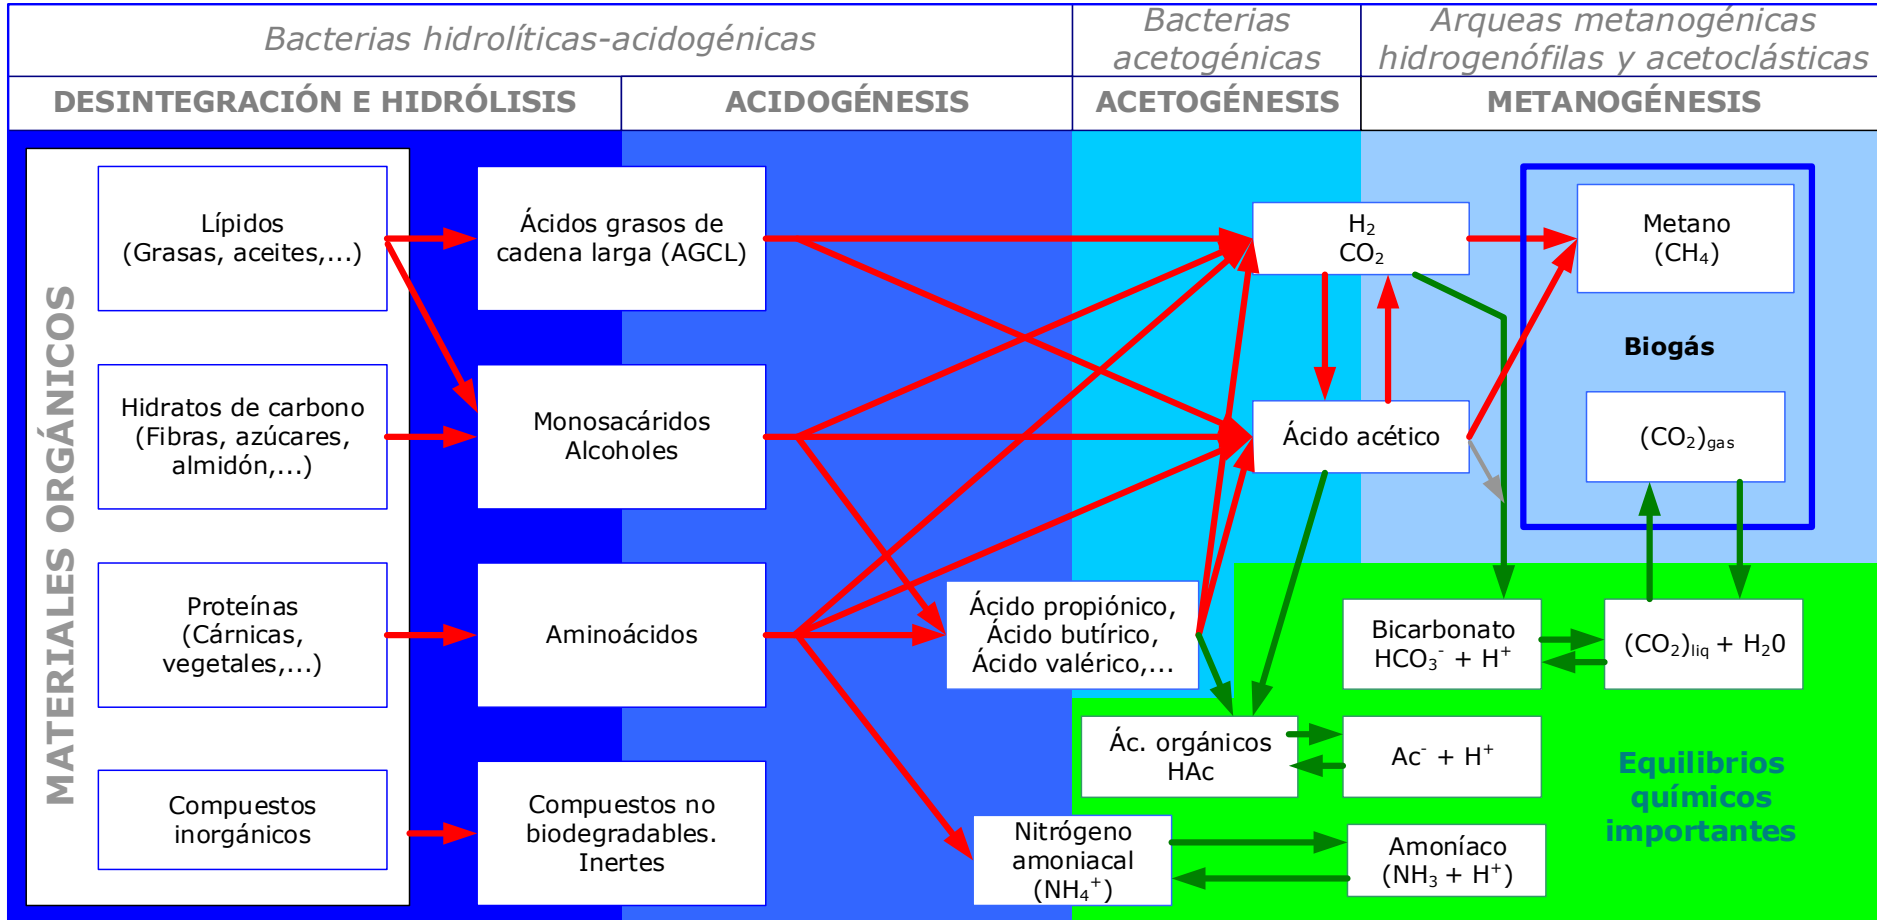 Bacterias hidrolíticas-acidogénicas
Bacterias
acetogénicas
Arqueas metanogénicas
hidrogenófilas y acetoclásticas
DESINTEGRACIÓN E HIDRÓLISIS
ACIDOGÉNESIS
ACETOGÉNESIS
METANOGÉNESIS
MATERIALES ORGÁNICOS
Lípidos
(Grasas, aceites,...)
Hidratos de carbono
(Fibras, azúcares,
almidón,...)
Proteínas
(Cárnicas,
vegetales,...)
Compuestos
inorgánicos
Ácidos grasos de
cadena larga (AGCL)
Monosacáridos
Alcoholes
Aminoácidos
Compuestos no
biodegradables.
Inertes
Ácido propiónico,
Ácido butírico,
Ácido valérico,...
Nitrógeno
amoniacal
(NH₄⁺)
H₂
CO₂
Ácido acético
Ác. orgánicos
HAc
Metano
(CH₄)
Biogás
(CO₂)gas
Bicarbonato
HCO₃⁻ + H⁺
(CO₂)liq + H₂0
Ac⁻ + H⁺
Amoníaco
(NH₃ + H⁺)
Equilibrios
químicos
importantes